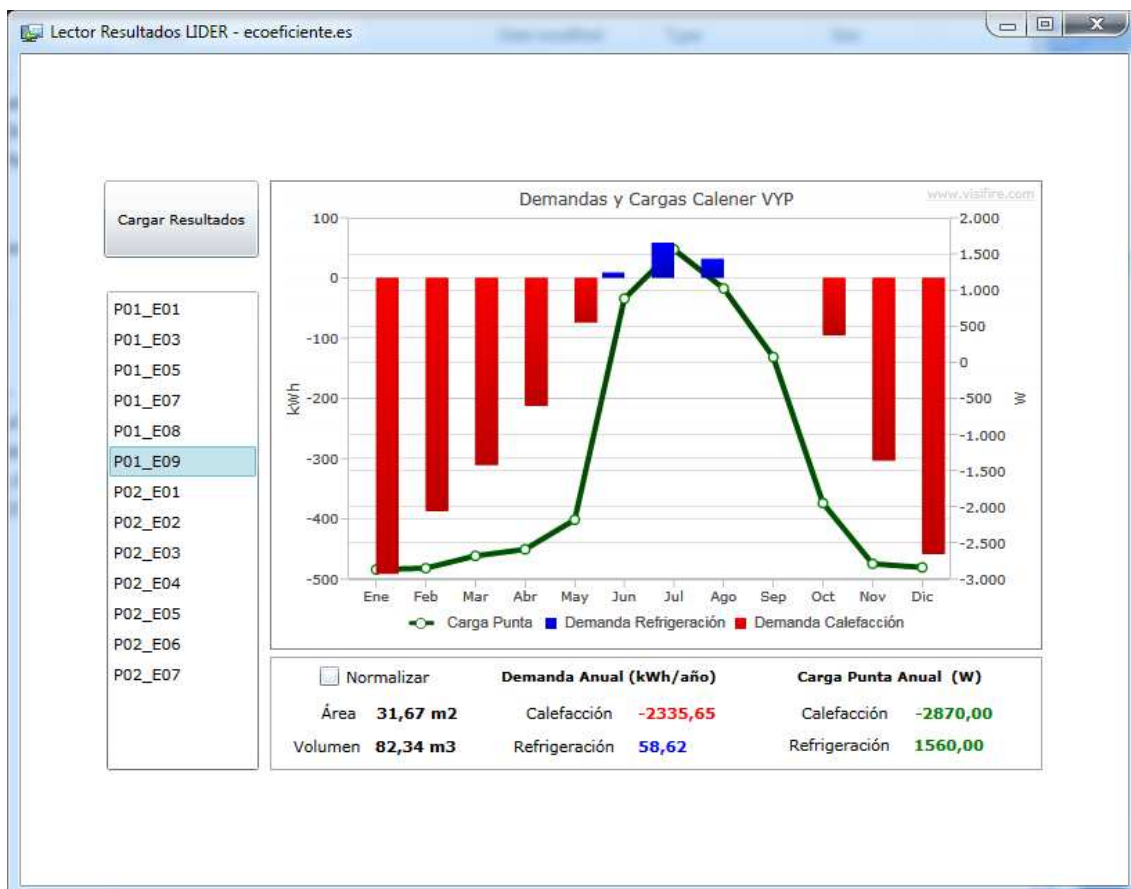 Lector Resultados LIDER - ecoeficiente.es
Cargar Resultados
P01_E01
P01_E03
P01_E05
P01_E07
P01_E08
P01_E09
P02_E01
P02_E02
P02_E03
P02_E04
P02_E05
P02_E06
P02_E07
Demandas y Cargas Calener VYP
www.visifire.com
100
0
-100
-200
-300
-400
-500
kWh
2.000
1.500
1.000
500
0
-500
-1.000
-1.500
-2.000
-2.500
-3.000
W
Ene Feb Mar Abr May Jun Jul Ago Sep Oct Nov Dic
Carga Punta Demanda Refrigeración Demanda Calefacción
Normalizar Demanda Anual (kWh/año) Carga Punta Anual (W)
Área 31,67 m2 Calefacción -2335,65 Calefacción -2870,00
Volumen 82,34 m3 Refrigeración 58,62 Refrigeración 1560,00